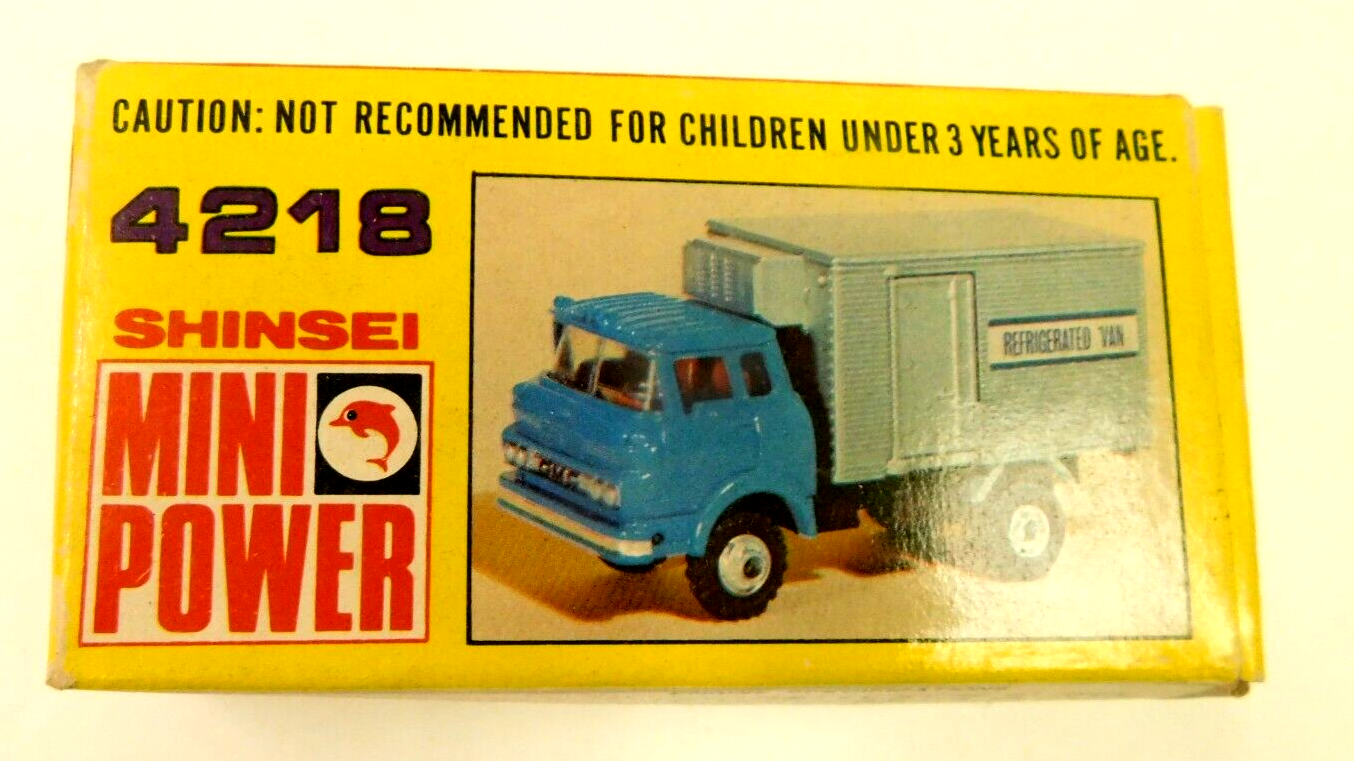 CAUTION: NOT RECOMMENDED FOR CHILDREN UNDER 3 YEARS OF AGE.
4218
SHINSEI
MINI
POWER
REFRIGERATED VAN